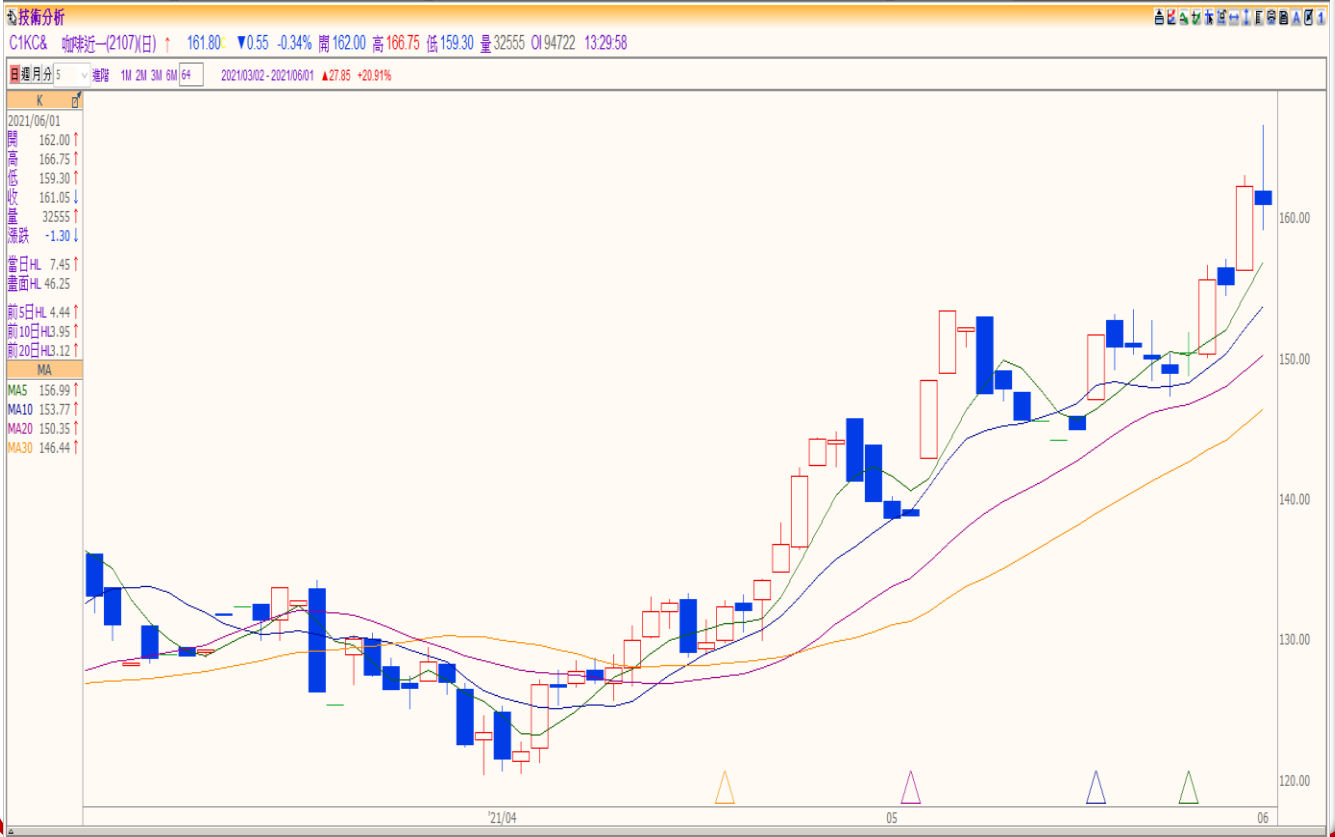 技術分析
C1KC& 咖啡近一(2107)(日) ↑ 161.80 ▼0.55 -0.34% 開 162.00 高 166.75 低 159.30 量 32555 OI 94722 13:29:58
日 週 月 分 5 進階 1M 2M 3M 6M 64 2021/03/02 - 2021/06/01 ▲27.85 +20.91%
K
2021/06/01
開 162.00↑
高 166.75↑
低 159.30↑
收 161.05↓
量 32555↑
漲跌 -1.30↓
當日HL 7.45↑
畫面HL 46.25
前5日HL 4.44↑
前10日HL3.95↑
前20日HL3.12↑
MA
MA5 156.99↑
MA10 153.77↑
MA20 150.35↑
MA30 146.44↑
160.00
150.00
140.00
130.00
120.00
'21/04 05 06